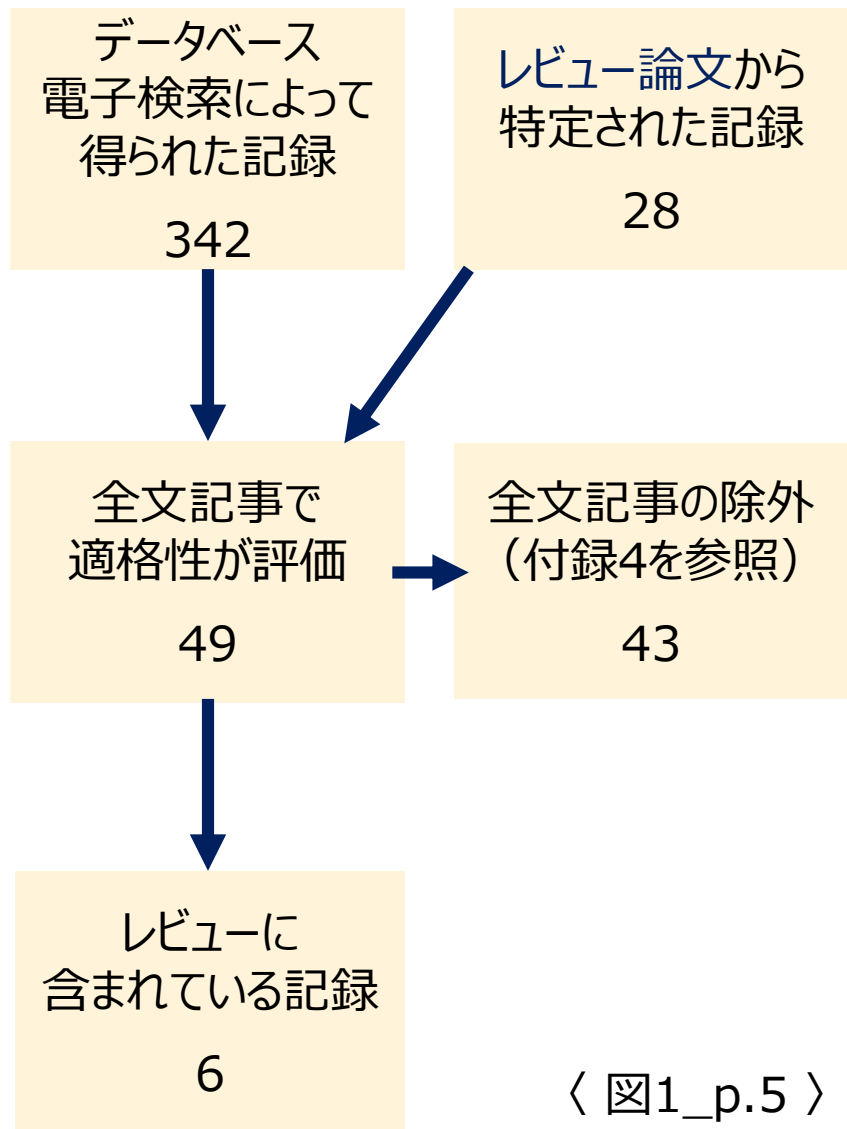 データベース
電子検索によって
得られた記録
342
レビュー論文から
特定された記録
28
全文記事で
適格性が評価
49
全文記事の除外
（付録4を参照）
43
レビューに
含まれている記録
6
〈 図1_p.5 〉